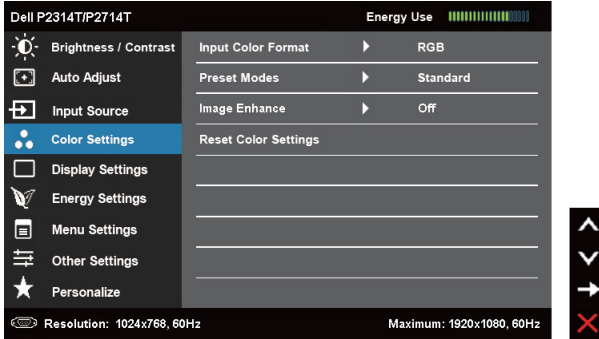 Dell P2314T/P2714T Energy Use
Brightness / Contrast Input Color Format RGB
Auto Adjust Preset Modes Standard
Input Source Image Enhance Off
Color Settings Reset Color Settings
Display Settings
Energy Settings
Menu Settings
Other Settings
Personalize
Resolution: 1024x768, 60Hz Maximum: 1920x1080, 60Hz